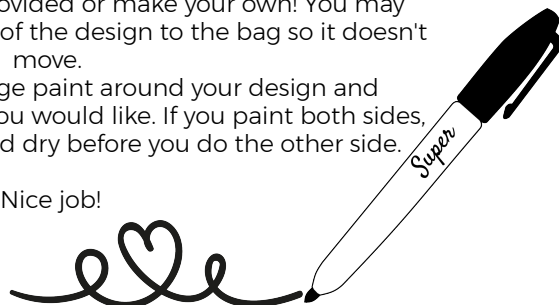 ovided or make your own! You may
of the design to the bag so it doesn't
move.
ge paint around your design and
ou would like. If you paint both sides,
d dry before you do the other side.
Nice job!
Super